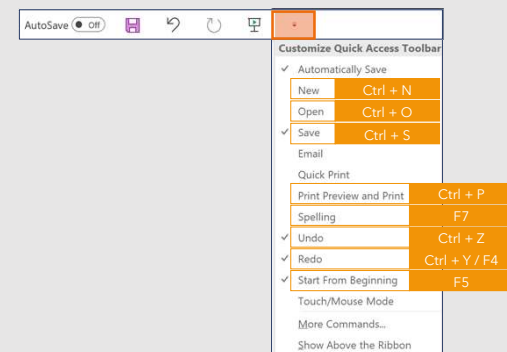 AutoSave Off
Customize Quick Access Toolbar
Automatically Save
New Ctrl + N
Open Ctrl + O
Save Ctrl + S
Email
Quick Print
Print Preview and Print Ctrl + P
Spelling F7
Undo Ctrl + Z
Redo Ctrl + Y / F4
Start From Beginning F5
Touch/Mouse Mode
More Commands...
Show Above the Ribbon